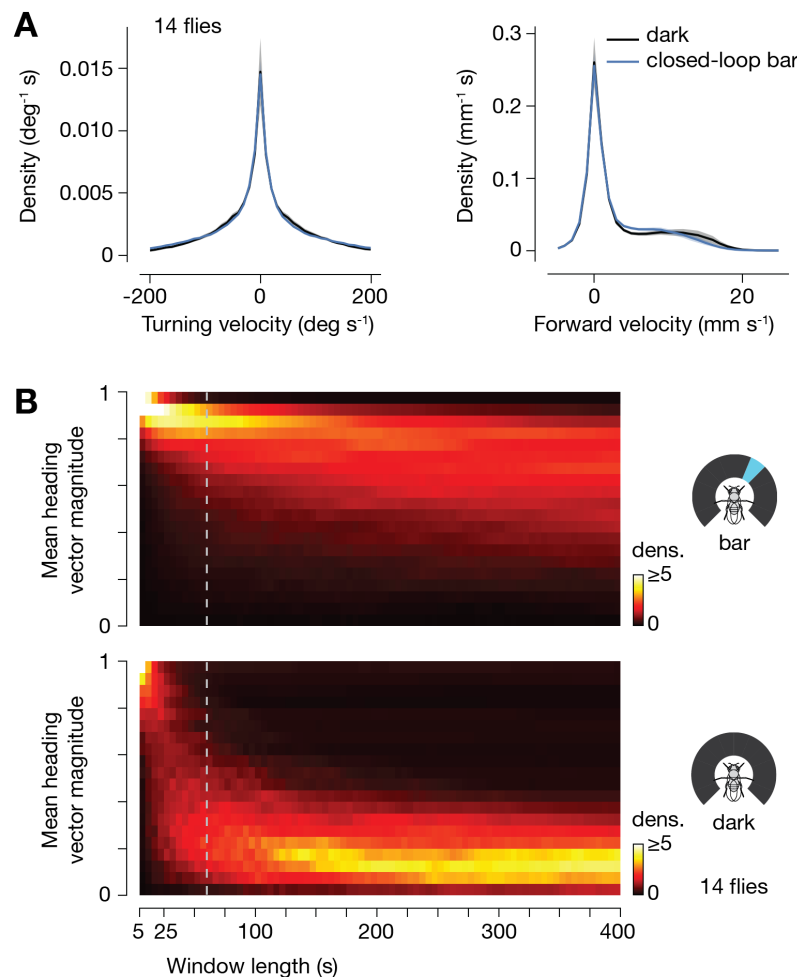 A
14 flies
Density (deg⁻¹ s)
0.015
0.010
0.005
0
-200 0 200
Turning velocity (deg s⁻¹)
Density (mm⁻¹ s)
0.3
0.2
0.1
0
dark
closed-loop bar
0 20
Forward velocity (mm s⁻¹)
B
Mean heading
vector magnitude
1
0
bar
dens.
≥5
0
Mean heading
vector magnitude
1
0
dark
dens.
≥5
0
14 flies
5 25 100 200 300 400
Window length (s)